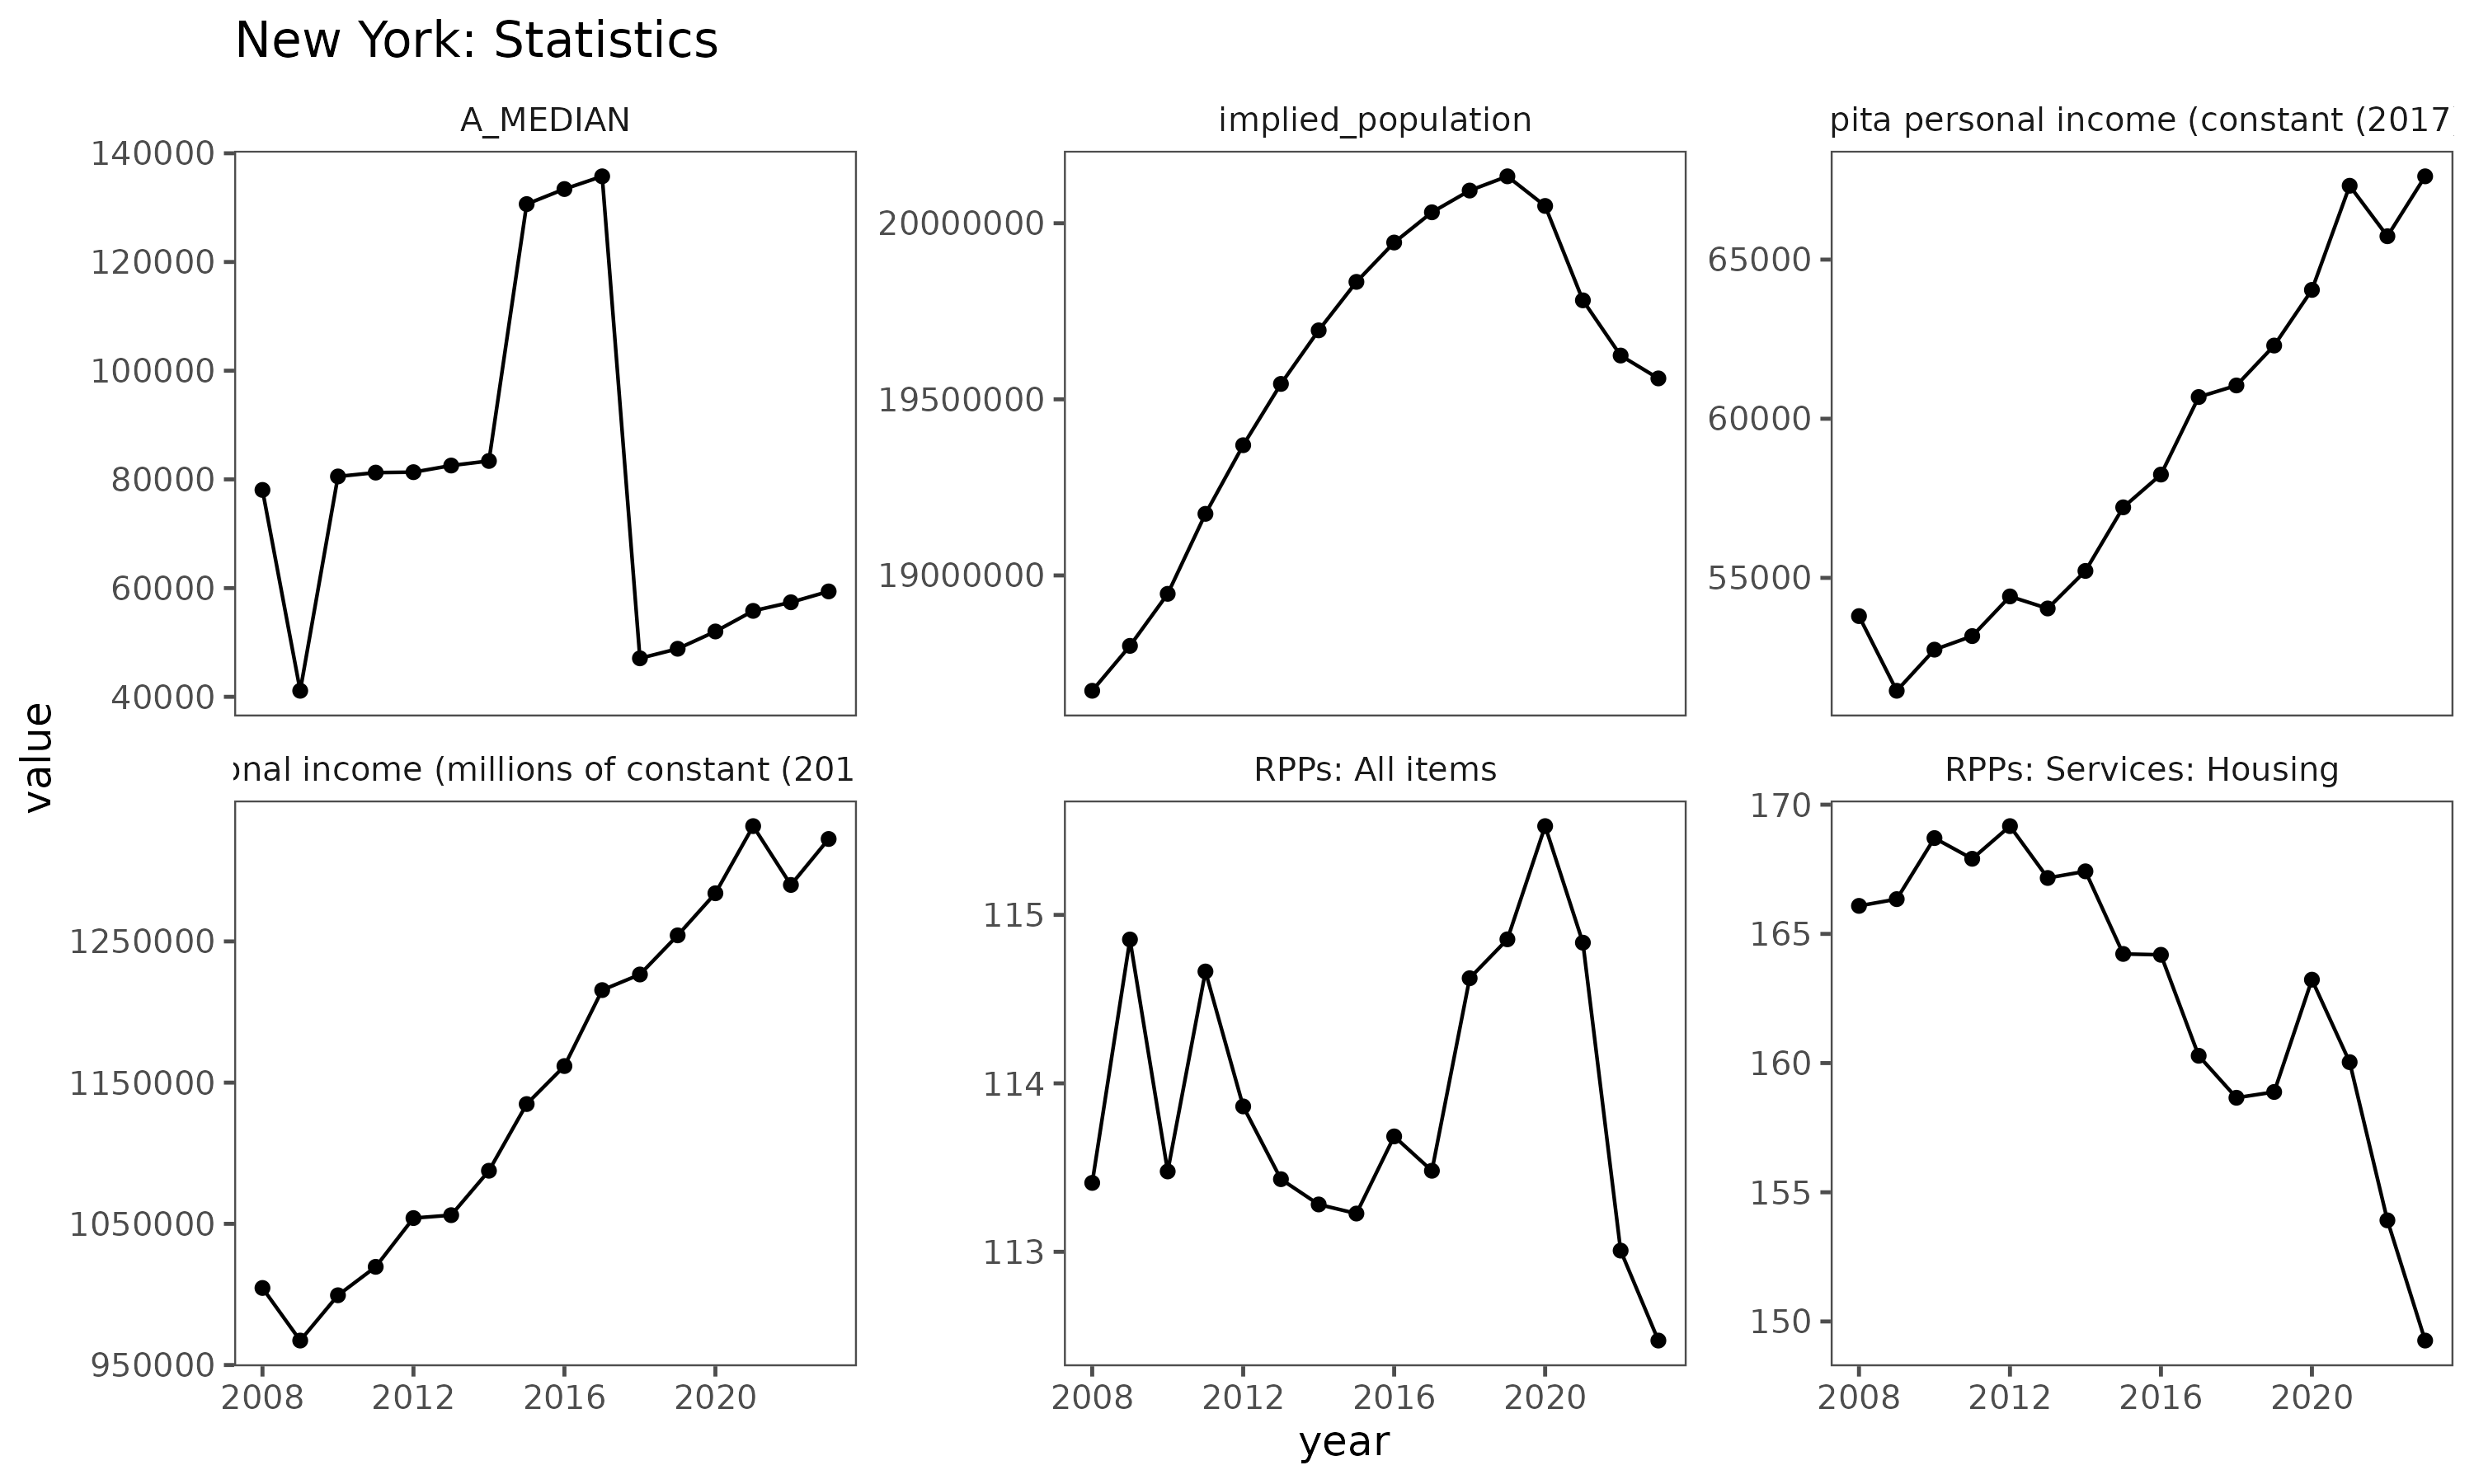 New York: Statistics
A_MEDIAN
implied_population
pita personal income (constant (2017
140000
120000
100000
80000
60000
40000
20000000
19500000
19000000
65000
60000
55000
value
onal income (millions of constant (201
RPPs: All items
RPPs: Services: Housing
1250000
1150000
1050000
950000
115
114
113
170
165
160
155
150
2008 2012 2016 2020
2008 2012 2016 2020
2008 2012 2016 2020
year